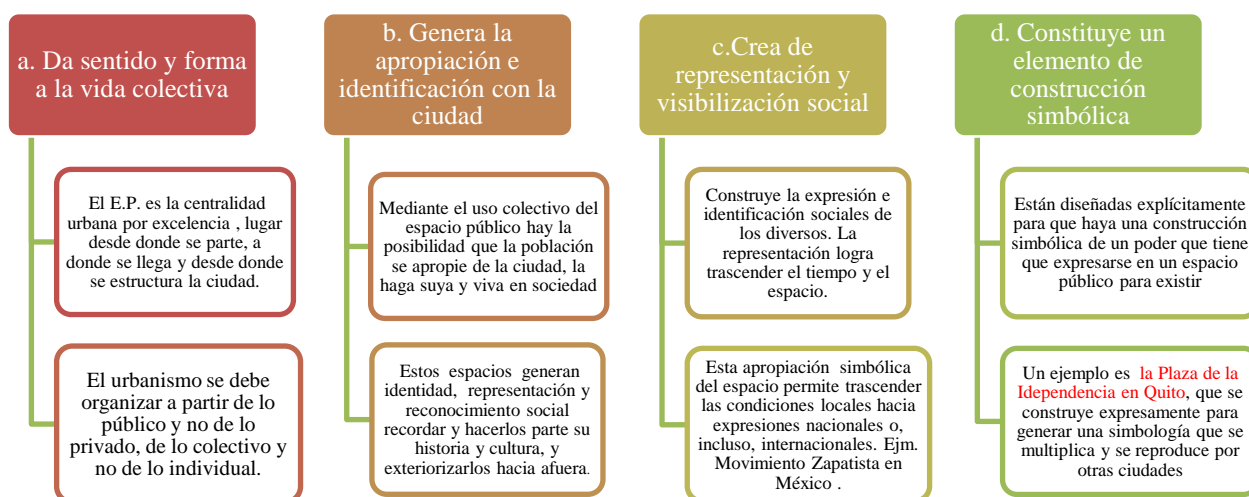 a. Da sentido y forma
a la vida colectiva
El E.P. es la centralidad
urbana por excelencia , lugar
desde donde se parte, a
donde se llega y desde donde
se estructura la ciudad.
El urbanismo se debe
organizar a partir de lo
público y no de lo
privado, de lo colectivo y
no de lo individual.
b. Genera la
apropiación e
identificación con la
ciudad
Mediante el uso colectivo del
espacio público hay la
posibilidad que la población
se apropie de la ciudad, la
haga suya y viva en sociedad
Estos espacios generan
identidad, representación y
reconocimiento social
recordar y hacerlos parte su
historia y cultura, y
exteriorizarlos hacia afuera.
c.Crea de
representación y
visibilización social
Construye la expresión e
identificación sociales de
los diversos. La
representación logra
trascender el tiempo y el
espacio.
Esta apropiación simbólica
del espacio permite trascender
las condiciones locales hacia
expresiones nacionales o,
incluso, internacionales. Ejm.
Movimiento Zapatista en
México .
d. Constituye un
elemento de
construcción
simbólica
Están diseñadas explícitamente
para que haya una construcción
simbólica de un poder que tiene
que expresarse en un espacio
público para existir
Un ejemplo es la Plaza de la
Idependencia en Quito, que se
construye expresamente para
generar una simbología que se
multiplica y se reproduce por
otras ciudades